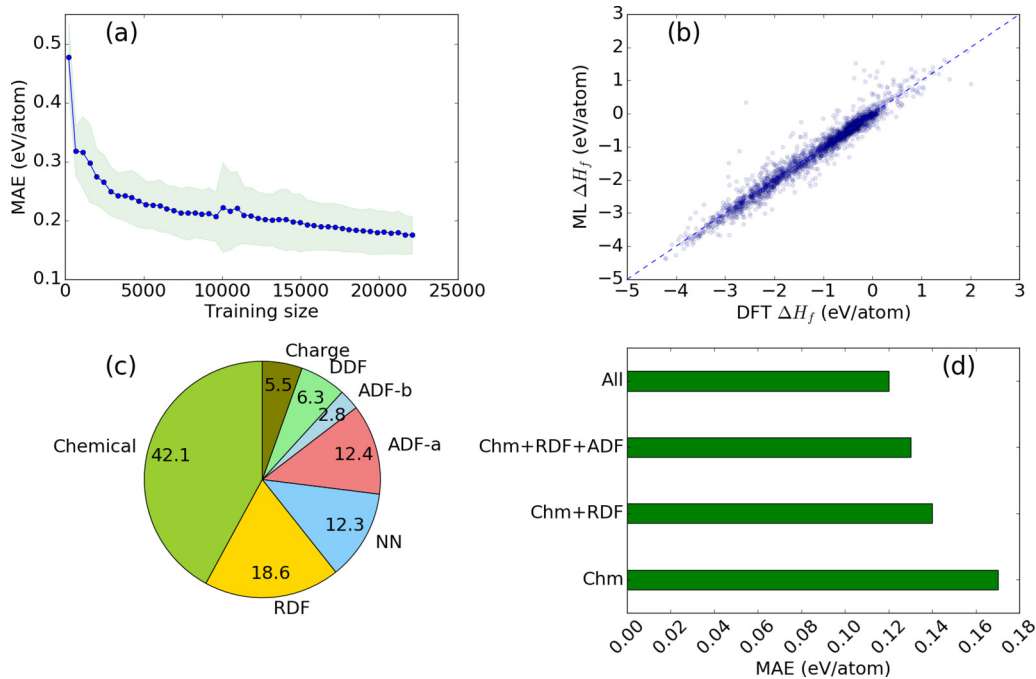 (a)
0.5
0.4
0.3
0.2
0.1
MAE (eV/atom)
0
5000
10000
15000
20000
25000
Training size
(b)
3
2
1
0
−1
−2
−3
−4
−5
ML ΔH_f (eV/atom)
−5
−4
−3
−2
−1
0
1
2
3
DFT ΔH_f (eV/atom)
(c)
Charge
5.5
DDF
6.3
ADF-b
2.8
ADF-a
12.4
NN
12.3
RDF
18.6
Chemical
42.1
(d)
All
Chm+RDF+ADF
Chm+RDF
Chm
0.00
0.02
0.04
0.06
0.08
0.10
0.12
0.14
0.16
0.18
MAE (eV/atom)